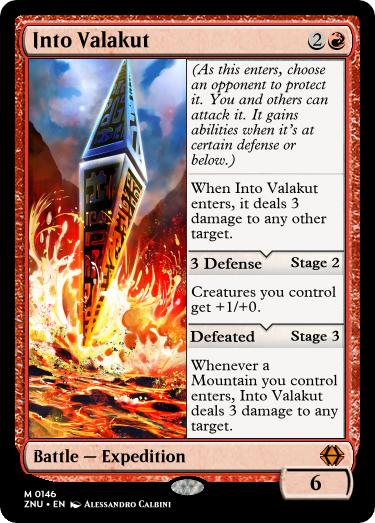 Into Valakut 2
(As this enters, choose
an opponent to protect
it. You and others can
attack it. It gains
abilities when it's at
certain defense or
below.)
When Into Valakut
enters, it deals 3
damage to any other
target.
3 Defense Stage 2
Creatures you control
get +1/+0.
Defeated Stage 3
Whenever a
Mountain you control
enters, Into Valakut
deals 3 damage to any
target.
Battle — Expedition
6
M 0146
ZNU • EN Alessandro Calbini